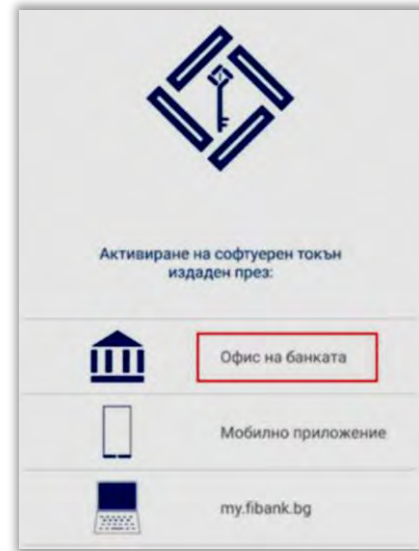 Активиране на софтуерен токън
издаден през:
Офис на банката
Мобилно приложение
my.fibank.bg